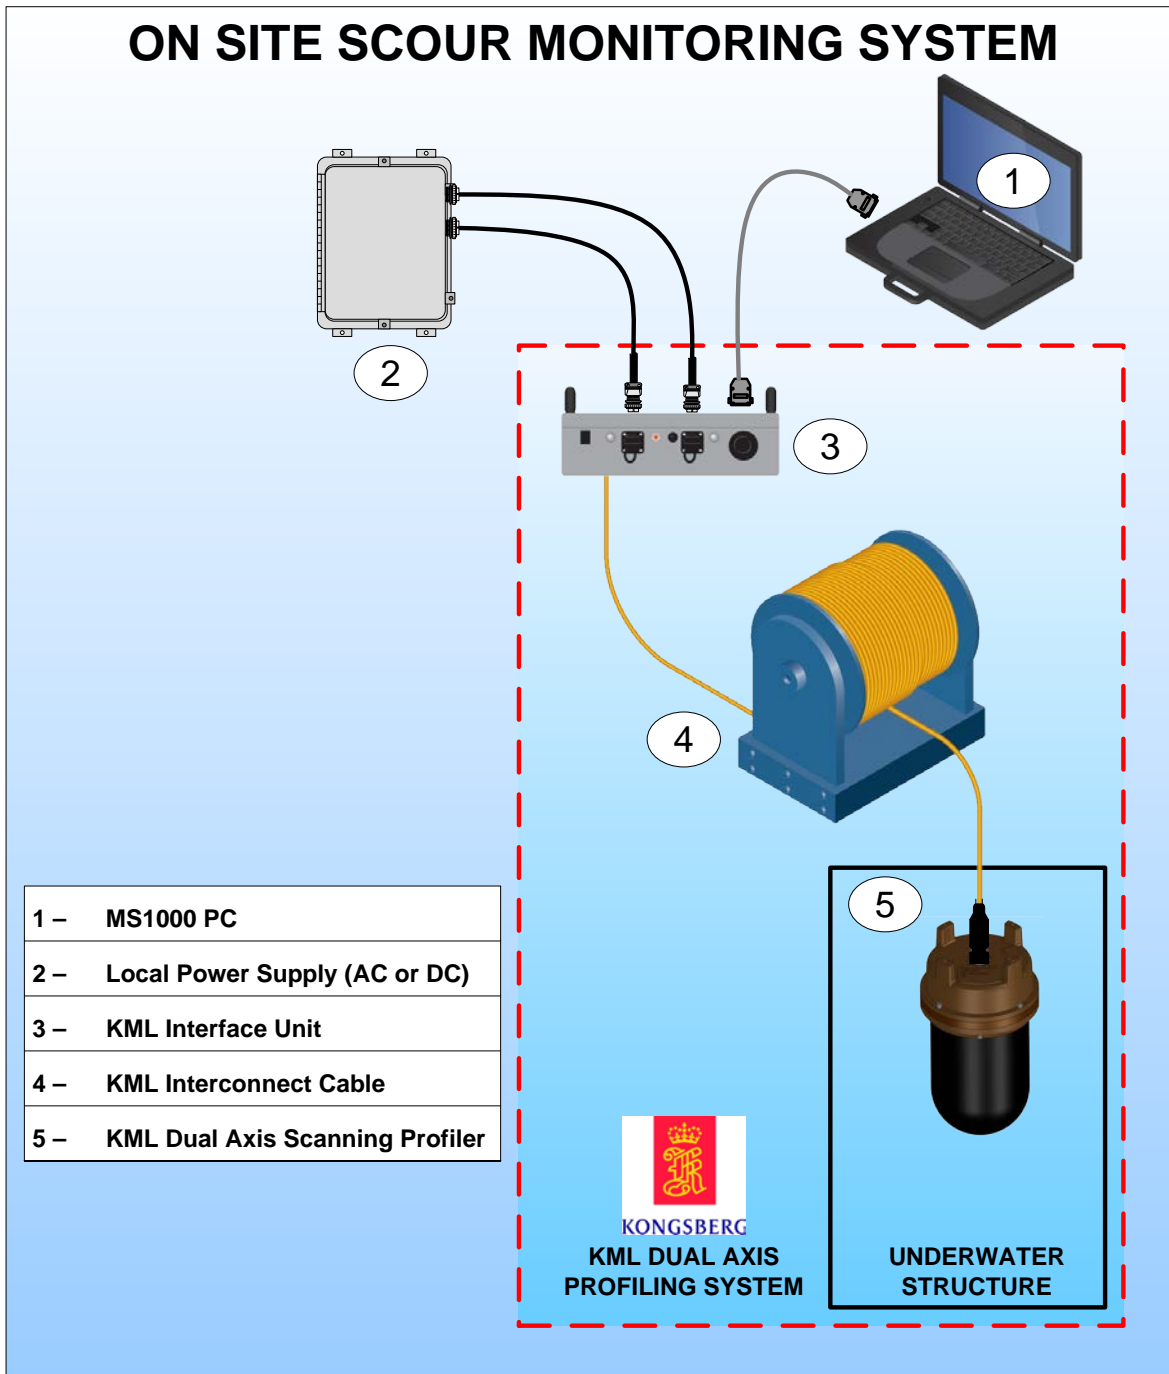 ON SITE SCOUR MONITORING SYSTEM
1
2
3
4
5
1 – MS1000 PC
2 – Local Power Supply (AC or DC)
3 – KML Interface Unit
4 – KML Interconnect Cable
5 – KML Dual Axis Scanning Profiler
KONGSBERG
KML DUAL AXIS
PROFILING SYSTEM
UNDERWATER
STRUCTURE